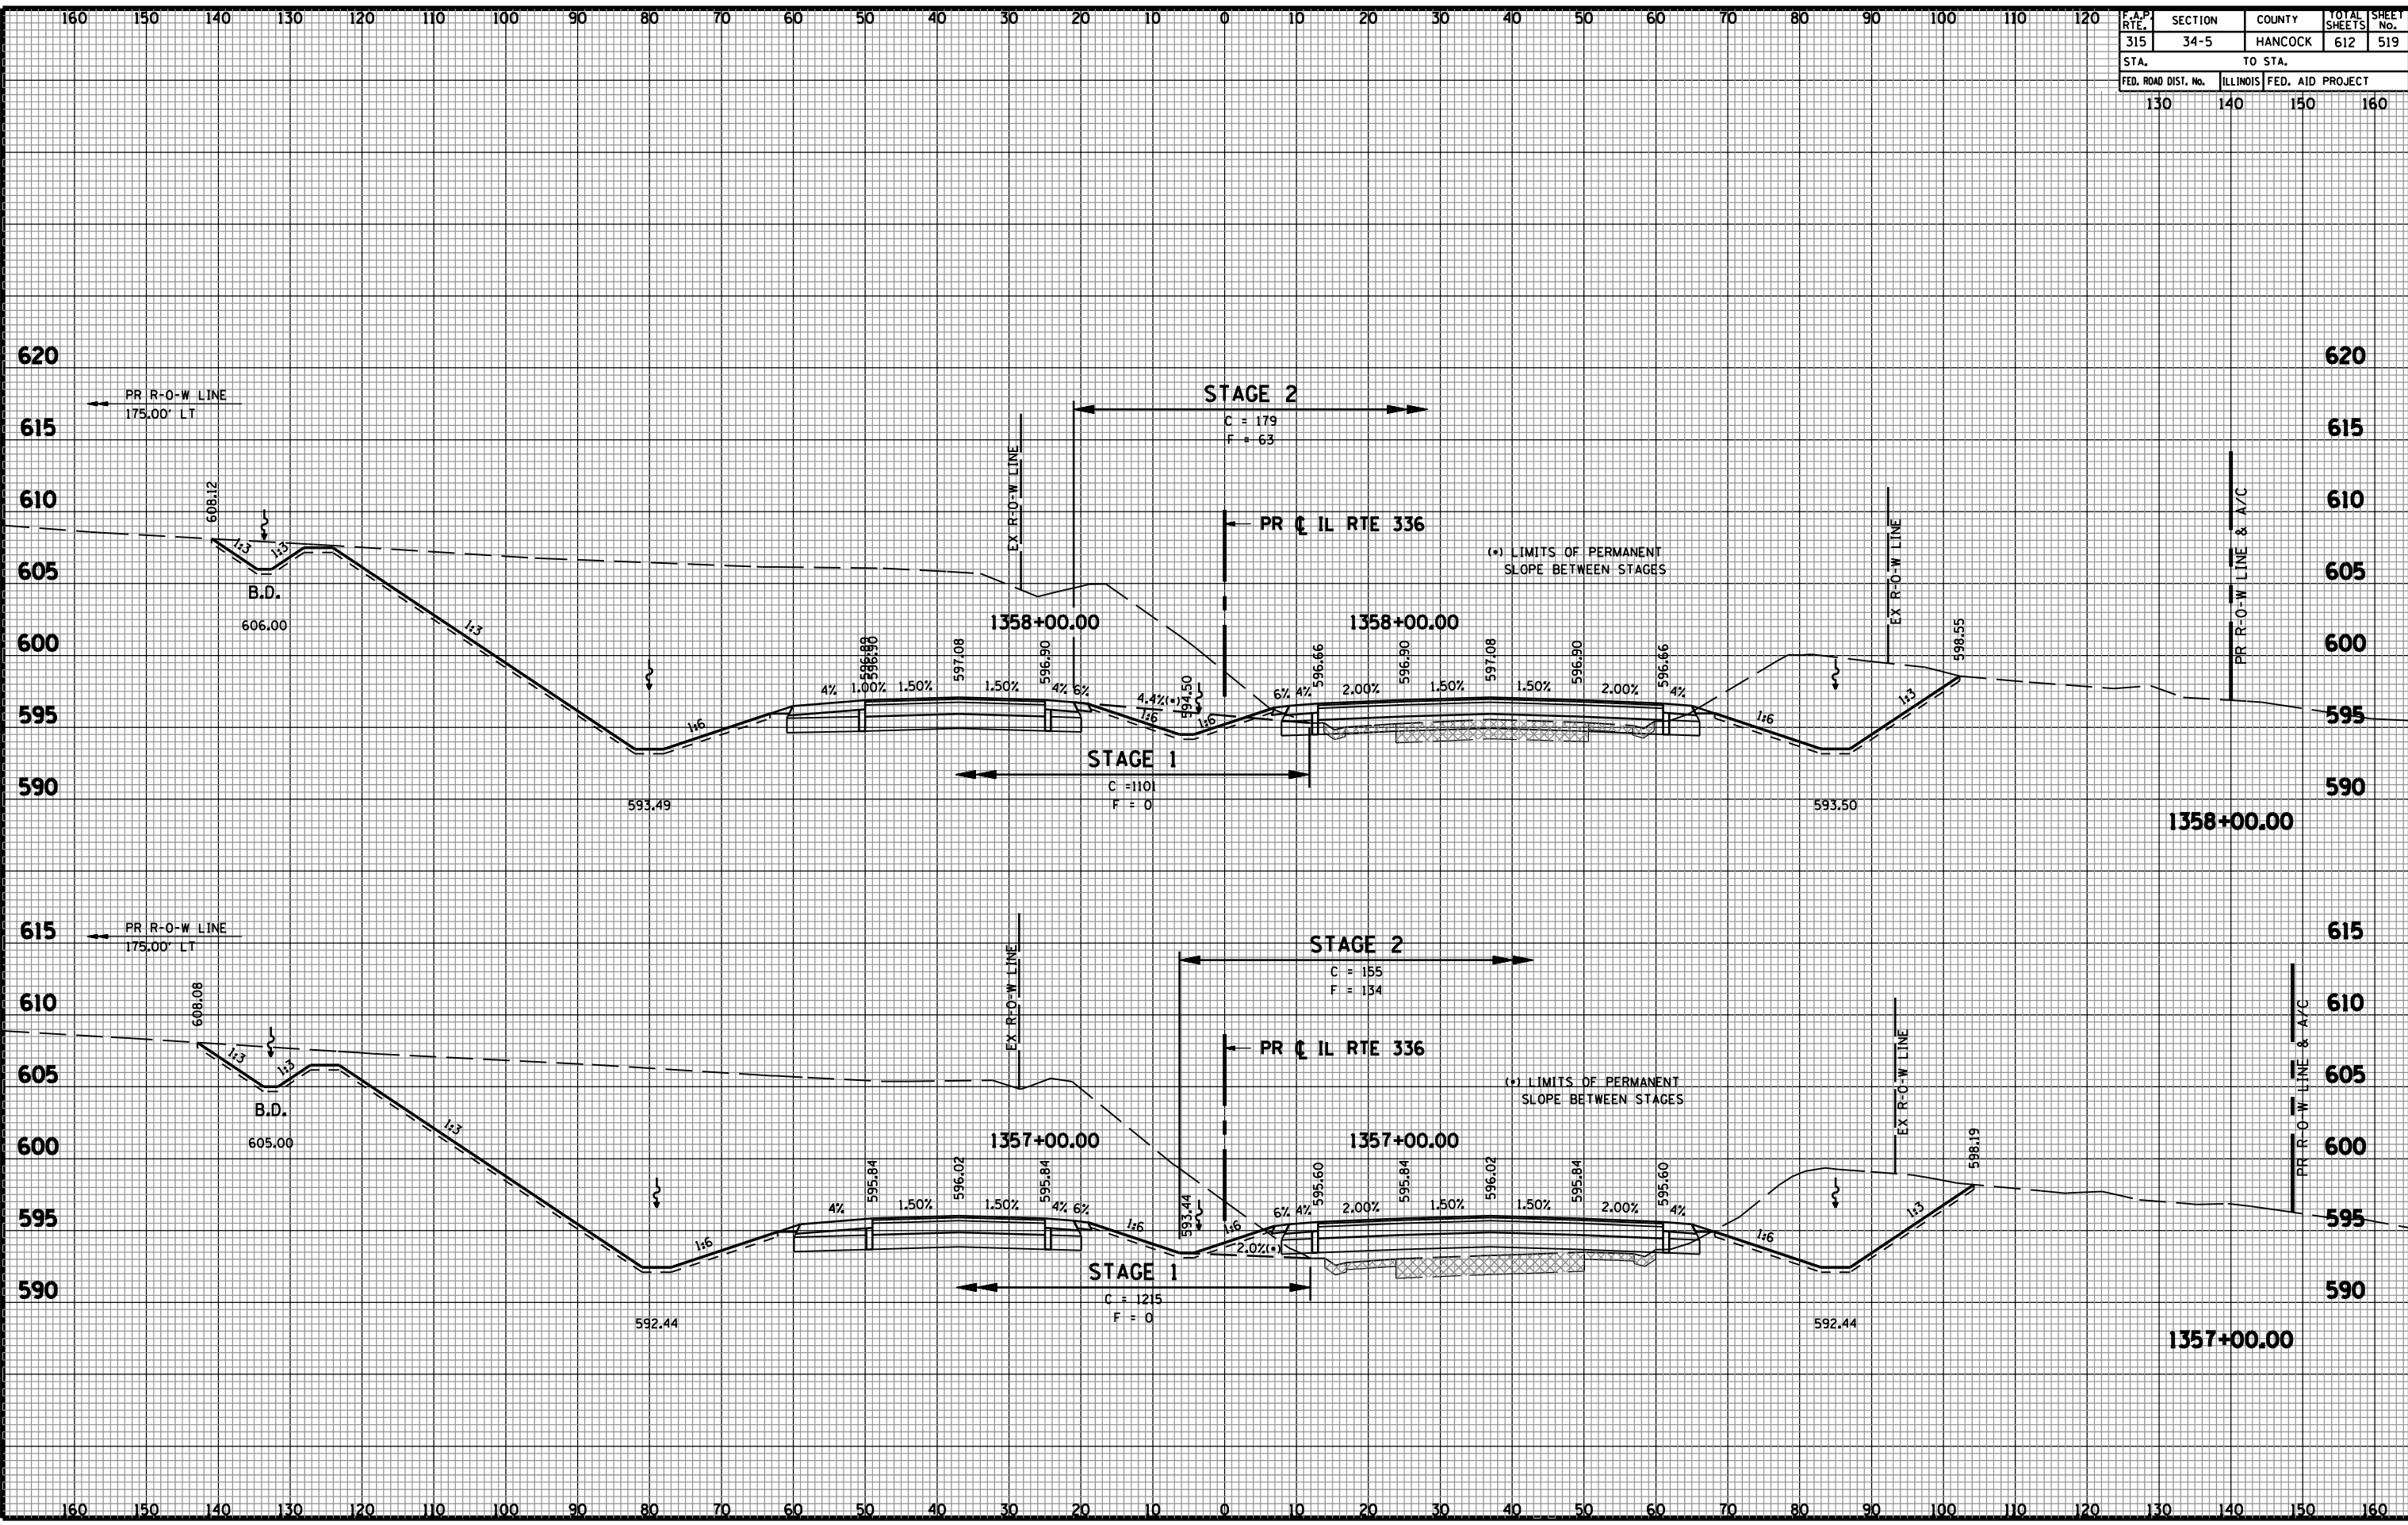 160 150 140 130 120 110 100 90 80 70 60 50 40 30 20 10 0 10 20 30 40 50 60 70 80 90 100 110 120
F.A.P. RTE. SECTION COUNTY TOTAL SHEETS SHEET No.
315 34-5 HANCOCK 612 519
STA. TO STA.
FED. ROAD DIST. No. ILLINOIS FED. AID PROJECT
130 140 150 160
620 620
PR R-O-W LINE
175.00' LT
STAGE 2
C = 179
F = 63
615 615
EX R-O-W LINE
608.12
610 610
PR ℄ IL RTE 336
(•) LIMITS OF PERMANENT
SLOPE BETWEEN STAGES
EX R-O-W LINE
PR R-O-W LINE & A/C
1:3 1:3
605 605
B.D.
606.00
1358+00.00 1358+00.00
1:3
600 600
596.89 596.90 597.08 596.90 594.50 596.66 596.90 597.08 596.90 596.66 598.55
4% 1.00% 1.50% 1.50% 4% 6% 4.4%(•) 6% 4% 2.00% 1.50% 1.50% 2.00% 4%
1:6 1:6 1:6 1:6 1:3
595 595
STAGE 1
C =1101
F = 0
590 590
593.49 593.50
1358+00.00
PR R-O-W LINE
175.00' LT
615 615
STAGE 2
C = 155
F = 134
EX R-O-W LINE
608.08
610 610
PR ℄ IL RTE 336
(•) LIMITS OF PERMANENT
SLOPE BETWEEN STAGES
EX R-O-W LINE
PR R-O-W LINE & A/C
1:3 1:3
605 605
B.D.
605.00
1357+00.00 1357+00.00
1:3
600 600
595.84 596.02 595.84 593.44 595.60 595.84 596.02 595.84 595.60 598.19
4% 1.50% 1.50% 4% 6% 6% 4% 2.00% 1.50% 1.50% 2.00% 4%
1:6 1:6 1:6 1:6 1:3
2.0%(•)
595 595
STAGE 1
C = 1215
F = 0
590 590
592.44 592.44
1357+00.00
160 150 140 130 120 110 100 90 80 70 60 50 40 30 20 10 0 10 20 30 40 50 60 70 80 90 100 110 120 130 140 150 160